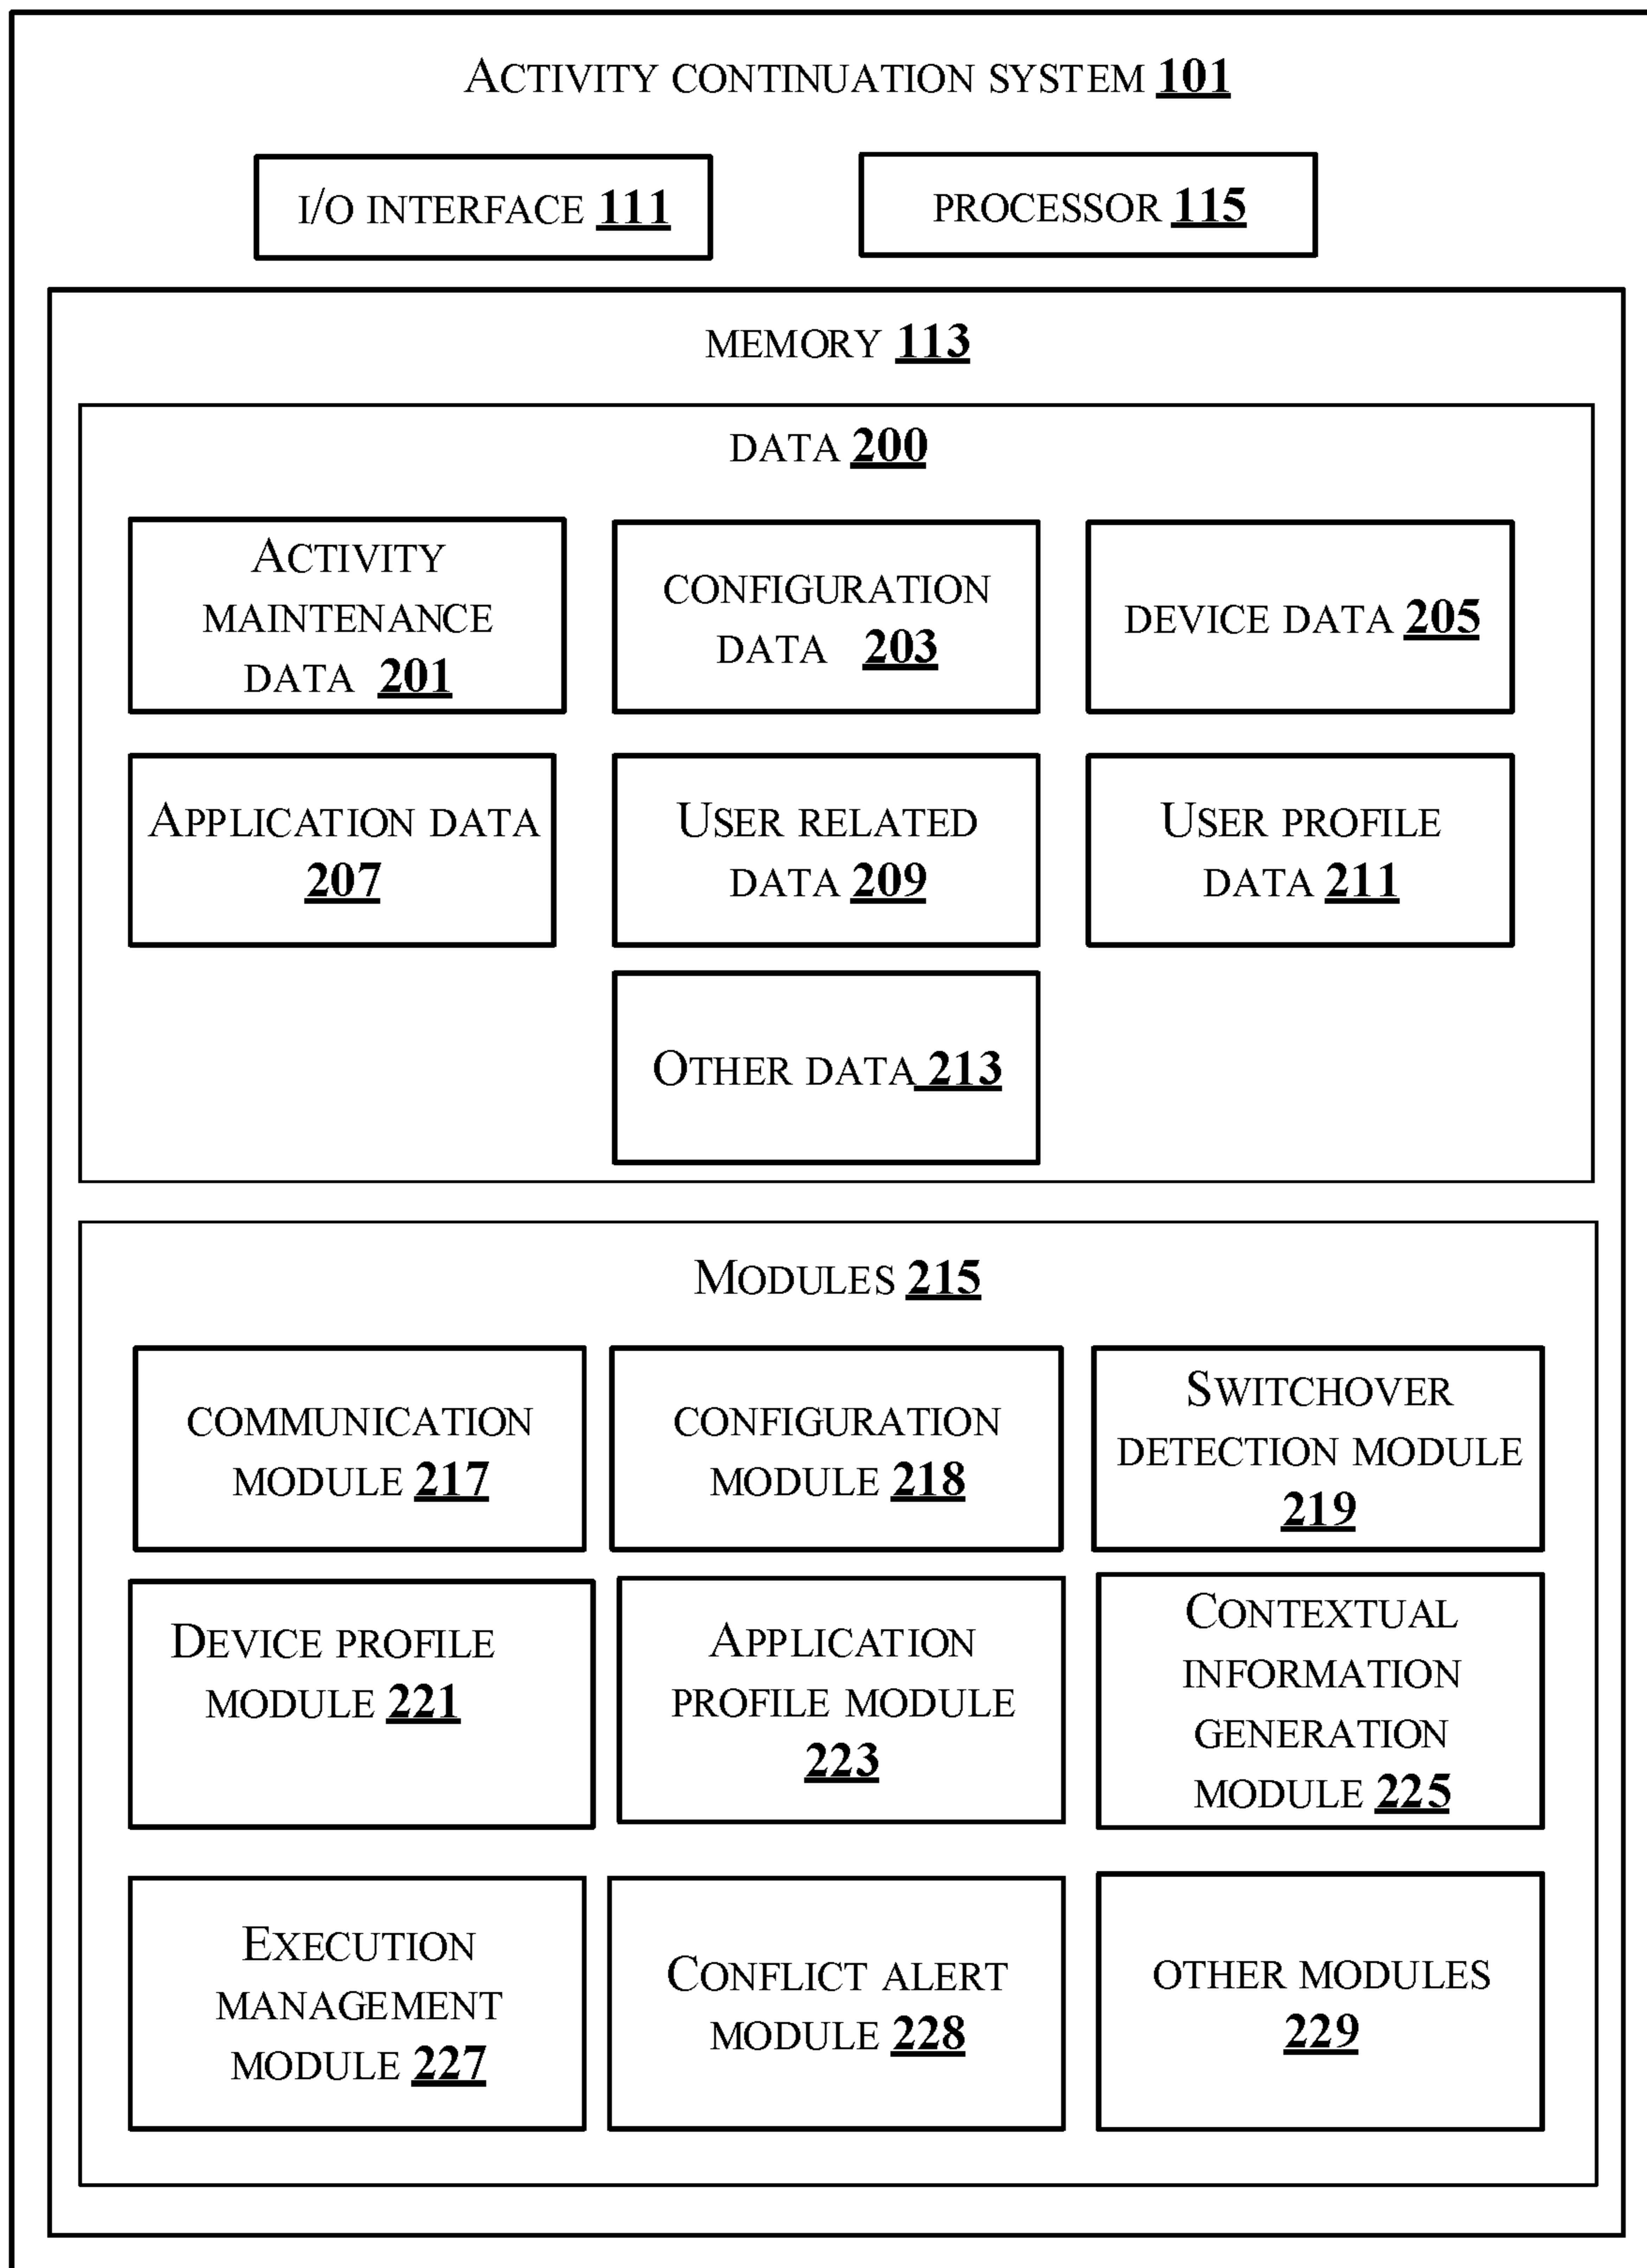 ACTIVITY CONTINUATION SYSTEM 101
I/O INTERFACE 111
PROCESSOR 115
MEMORY 113
DATA 200
ACTIVITY
MAINTENANCE
DATA 201
CONFIGURATION
DATA 203
DEVICE DATA 205
APPLICATION DATA
207
USER RELATED
DATA 209
USER PROFILE
DATA 211
OTHER DATA 213
MODULES 215
COMMUNICATION
MODULE 217
CONFIGURATION
MODULE 218
SWITCHOVER
DETECTION MODULE
219
DEVICE PROFILE
MODULE 221
APPLICATION
PROFILE MODULE
223
CONTEXTUAL
INFORMATION
GENERATION
MODULE 225
EXECUTION
MANAGEMENT
MODULE 227
CONFLICT ALERT
MODULE 228
OTHER MODULES
229